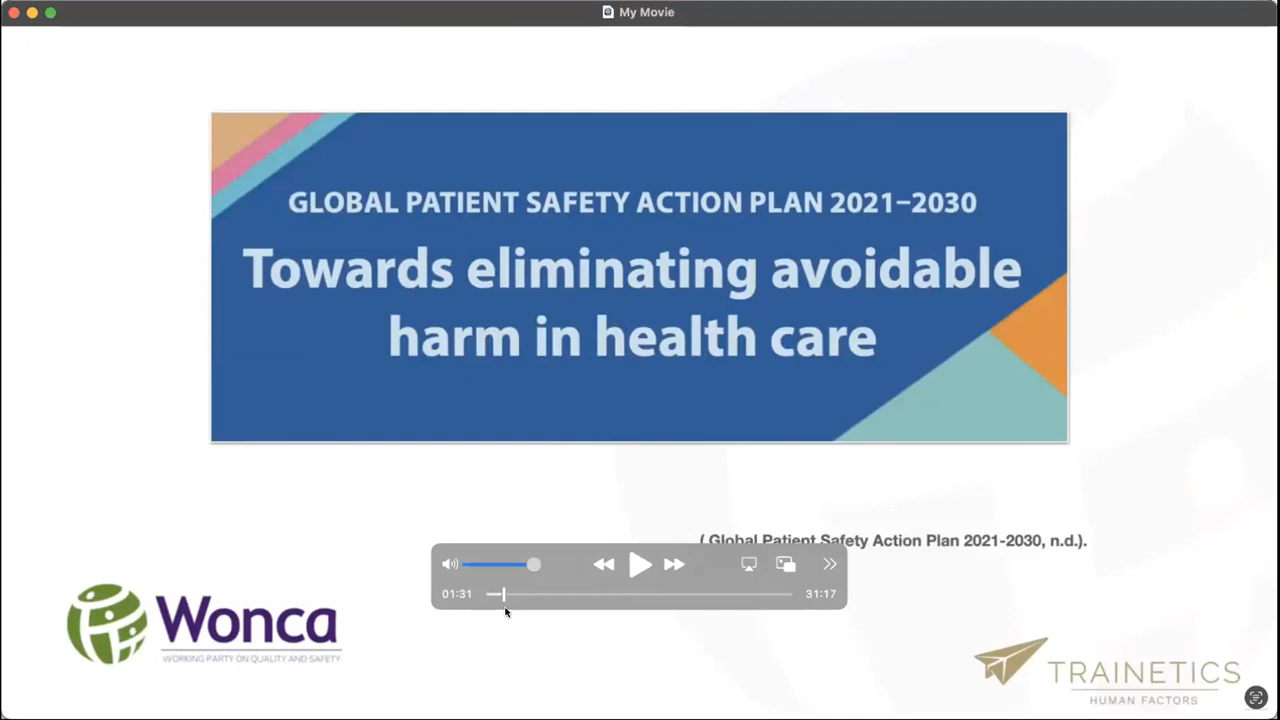 My Movie
GLOBAL PATIENT SAFETY ACTION PLAN 2021–2030
Towards eliminating avoidable
harm in health care
( Global Patient Safety Action Plan 2021-2030, n.d.).
01:31
31:17
Wonca
WORKING PARTY ON QUALITY AND SAFETY
TRAINETICS
HUMAN FACTORS